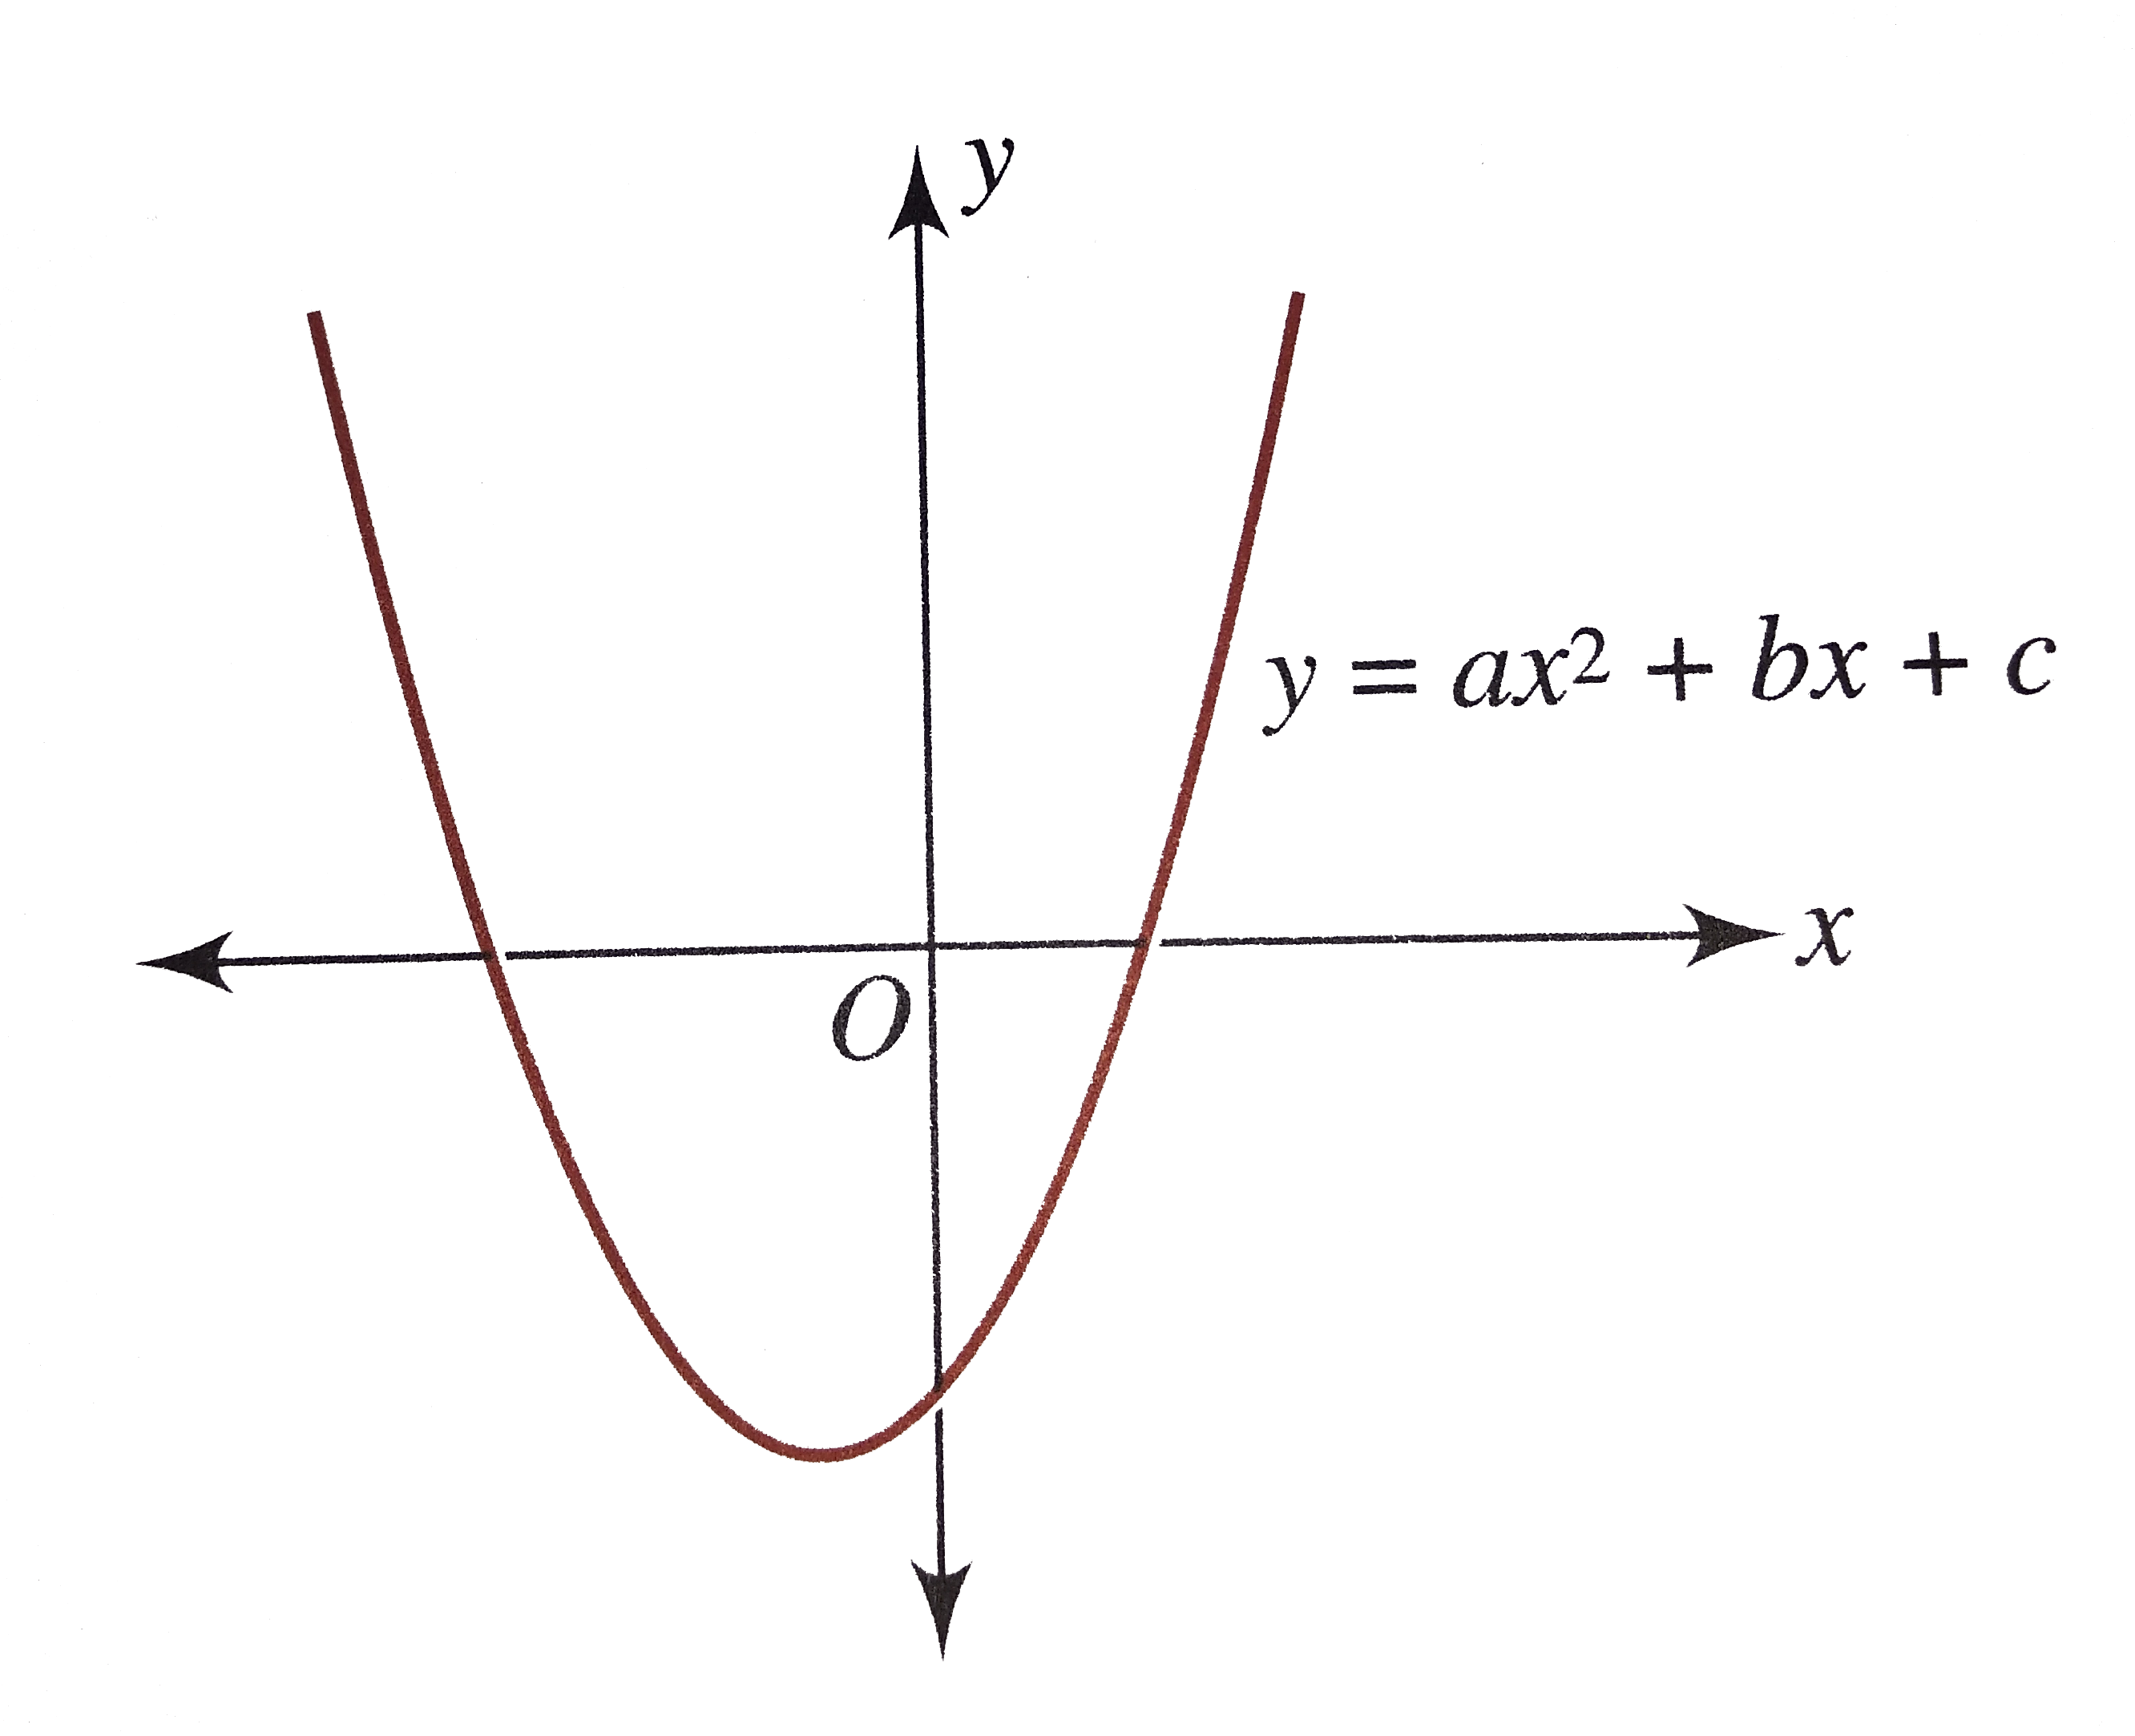 y
y = ax² + bx + c
x
O